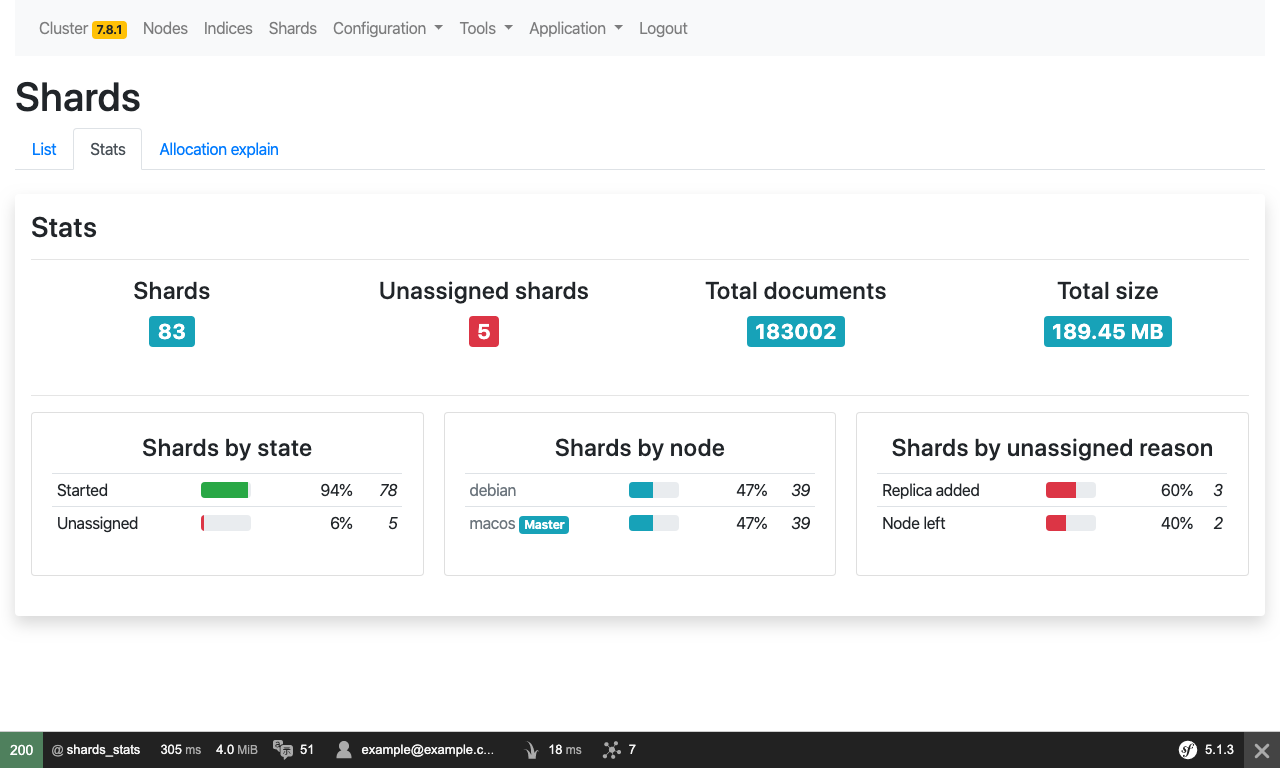 Cluster 7.8.1 Nodes Indices Shards Configuration Tools Application Logout
Shards
List Stats Allocation explain
Stats
Shards Unassigned shards Total documents Total size
83 5 183002 189.45 MB
Shards by state
Started 94% 78
Unassigned 6% 5
Shards by node
debian 47% 39
macos Master 47% 39
Shards by unassigned reason
Replica added 60% 3
Node left 40% 2
200 @ shards_stats 305 ms 4.0 MiB 51 example@example.c... 18 ms 7 sf 5.1.3